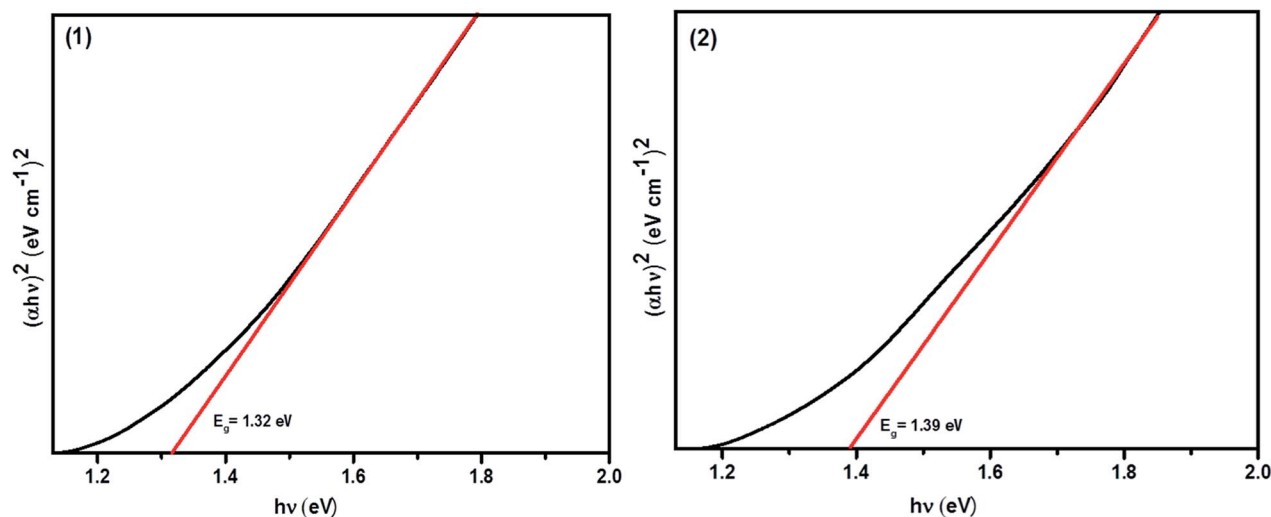 (1)
(αhν)² (eV cm⁻¹)²
E_g= 1.32 eV
1.2 1.4 1.6 1.8 2.0
hν (eV)
(2)
(αhν)² (eV cm⁻¹)²
E_g= 1.39 eV
1.2 1.4 1.6 1.8 2.0
hν (eV)